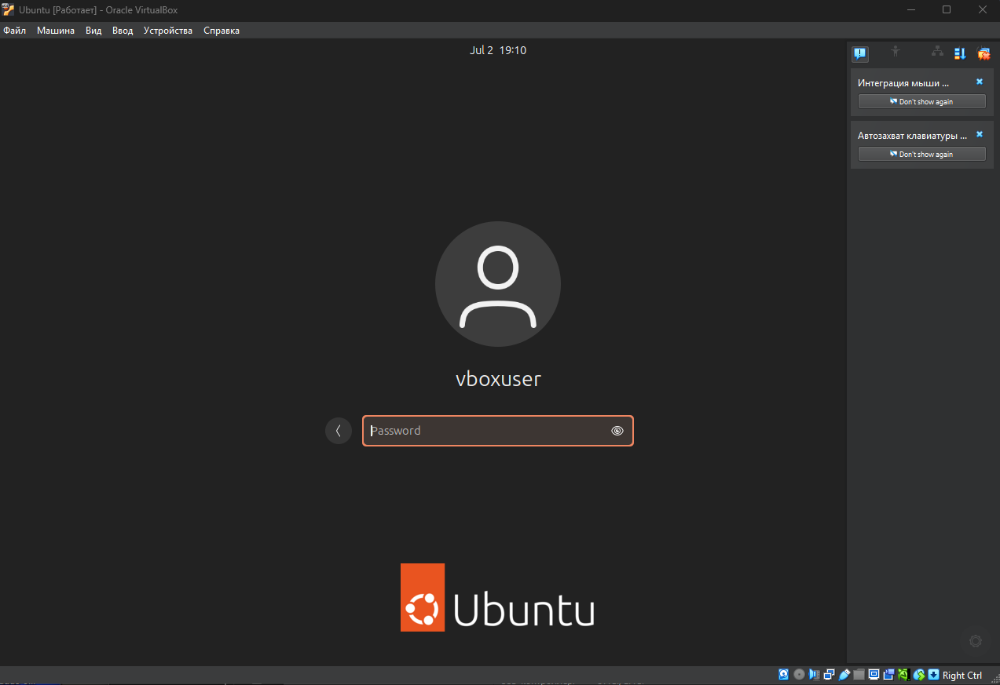 Ubuntu [Работает] - Oracle VirtualBox
Файл Машина Вид Ввод Устройства Справка
Jul 2 19:10
Интеграция мыши ...
Don't show again
Автозахват клавиатуры ...
Don't show again
vboxuser
Password
Ubuntu
Right Ctrl